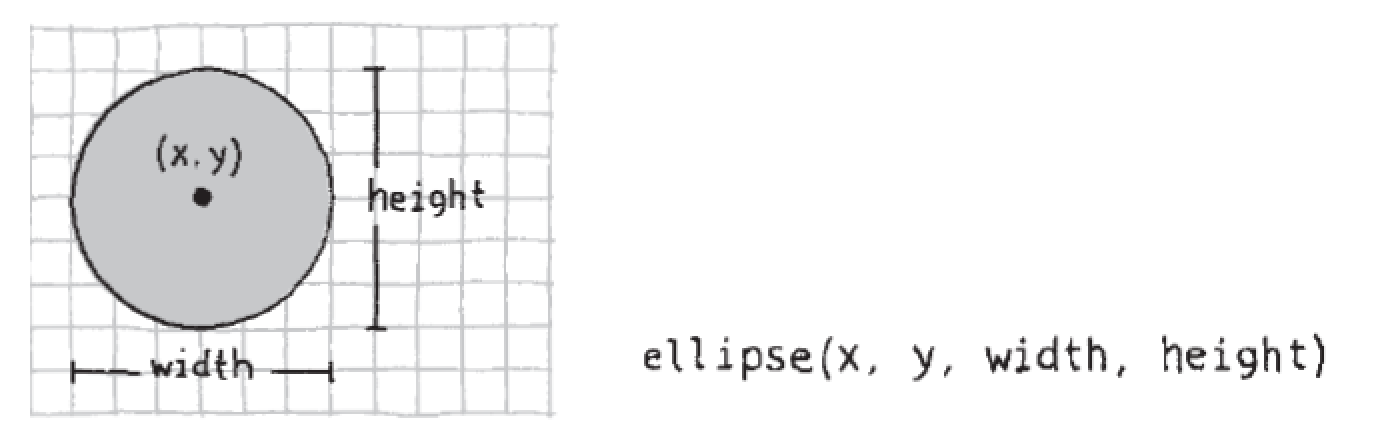 (x, y)
height
width
ellipse(x, y, width, height)